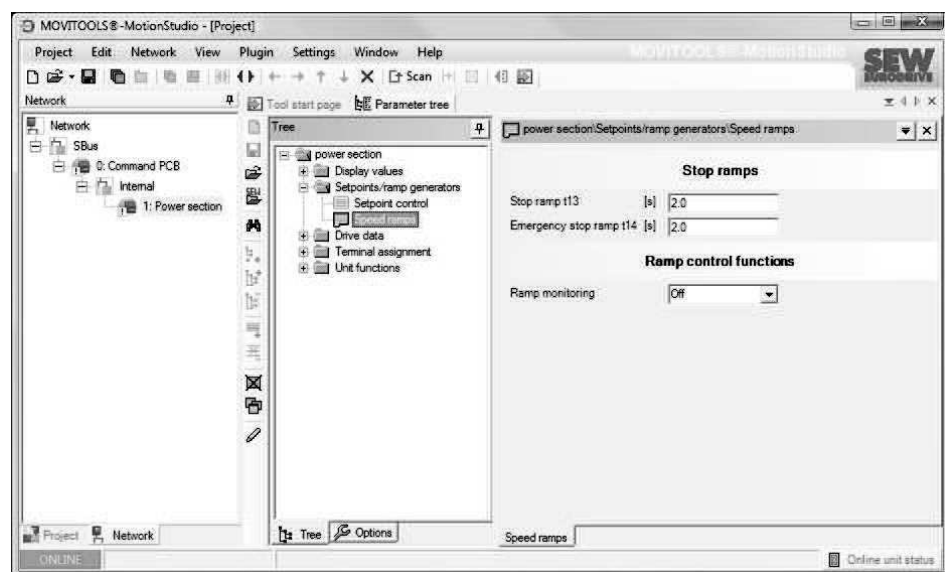 MOVITOOLS®-MotionStudio - [Project]
Project Edit Network View Plugin Settings Window Help
MOVITOOLS® MotionStudio
SEW
EURODRIVE
Scan
Network
Tool start page
Parameter tree
Network
SBus
0: Command PCB
Internal
1: Power section
Tree
power section
Display values
Setpoints/ramp generators
Setpoint control
Speed ramps
Drive data
Terminal assignment
Unit functions
power section\Setpoints/ramp generators\Speed ramps
Stop ramps
Stop ramp t13 [s] 2.0
Emergency stop ramp t14 [s] 2.0
Ramp control functions
Ramp monitoring Off
Project
Network
Tree
Options
Speed ramps
ONLINE
Online unit status